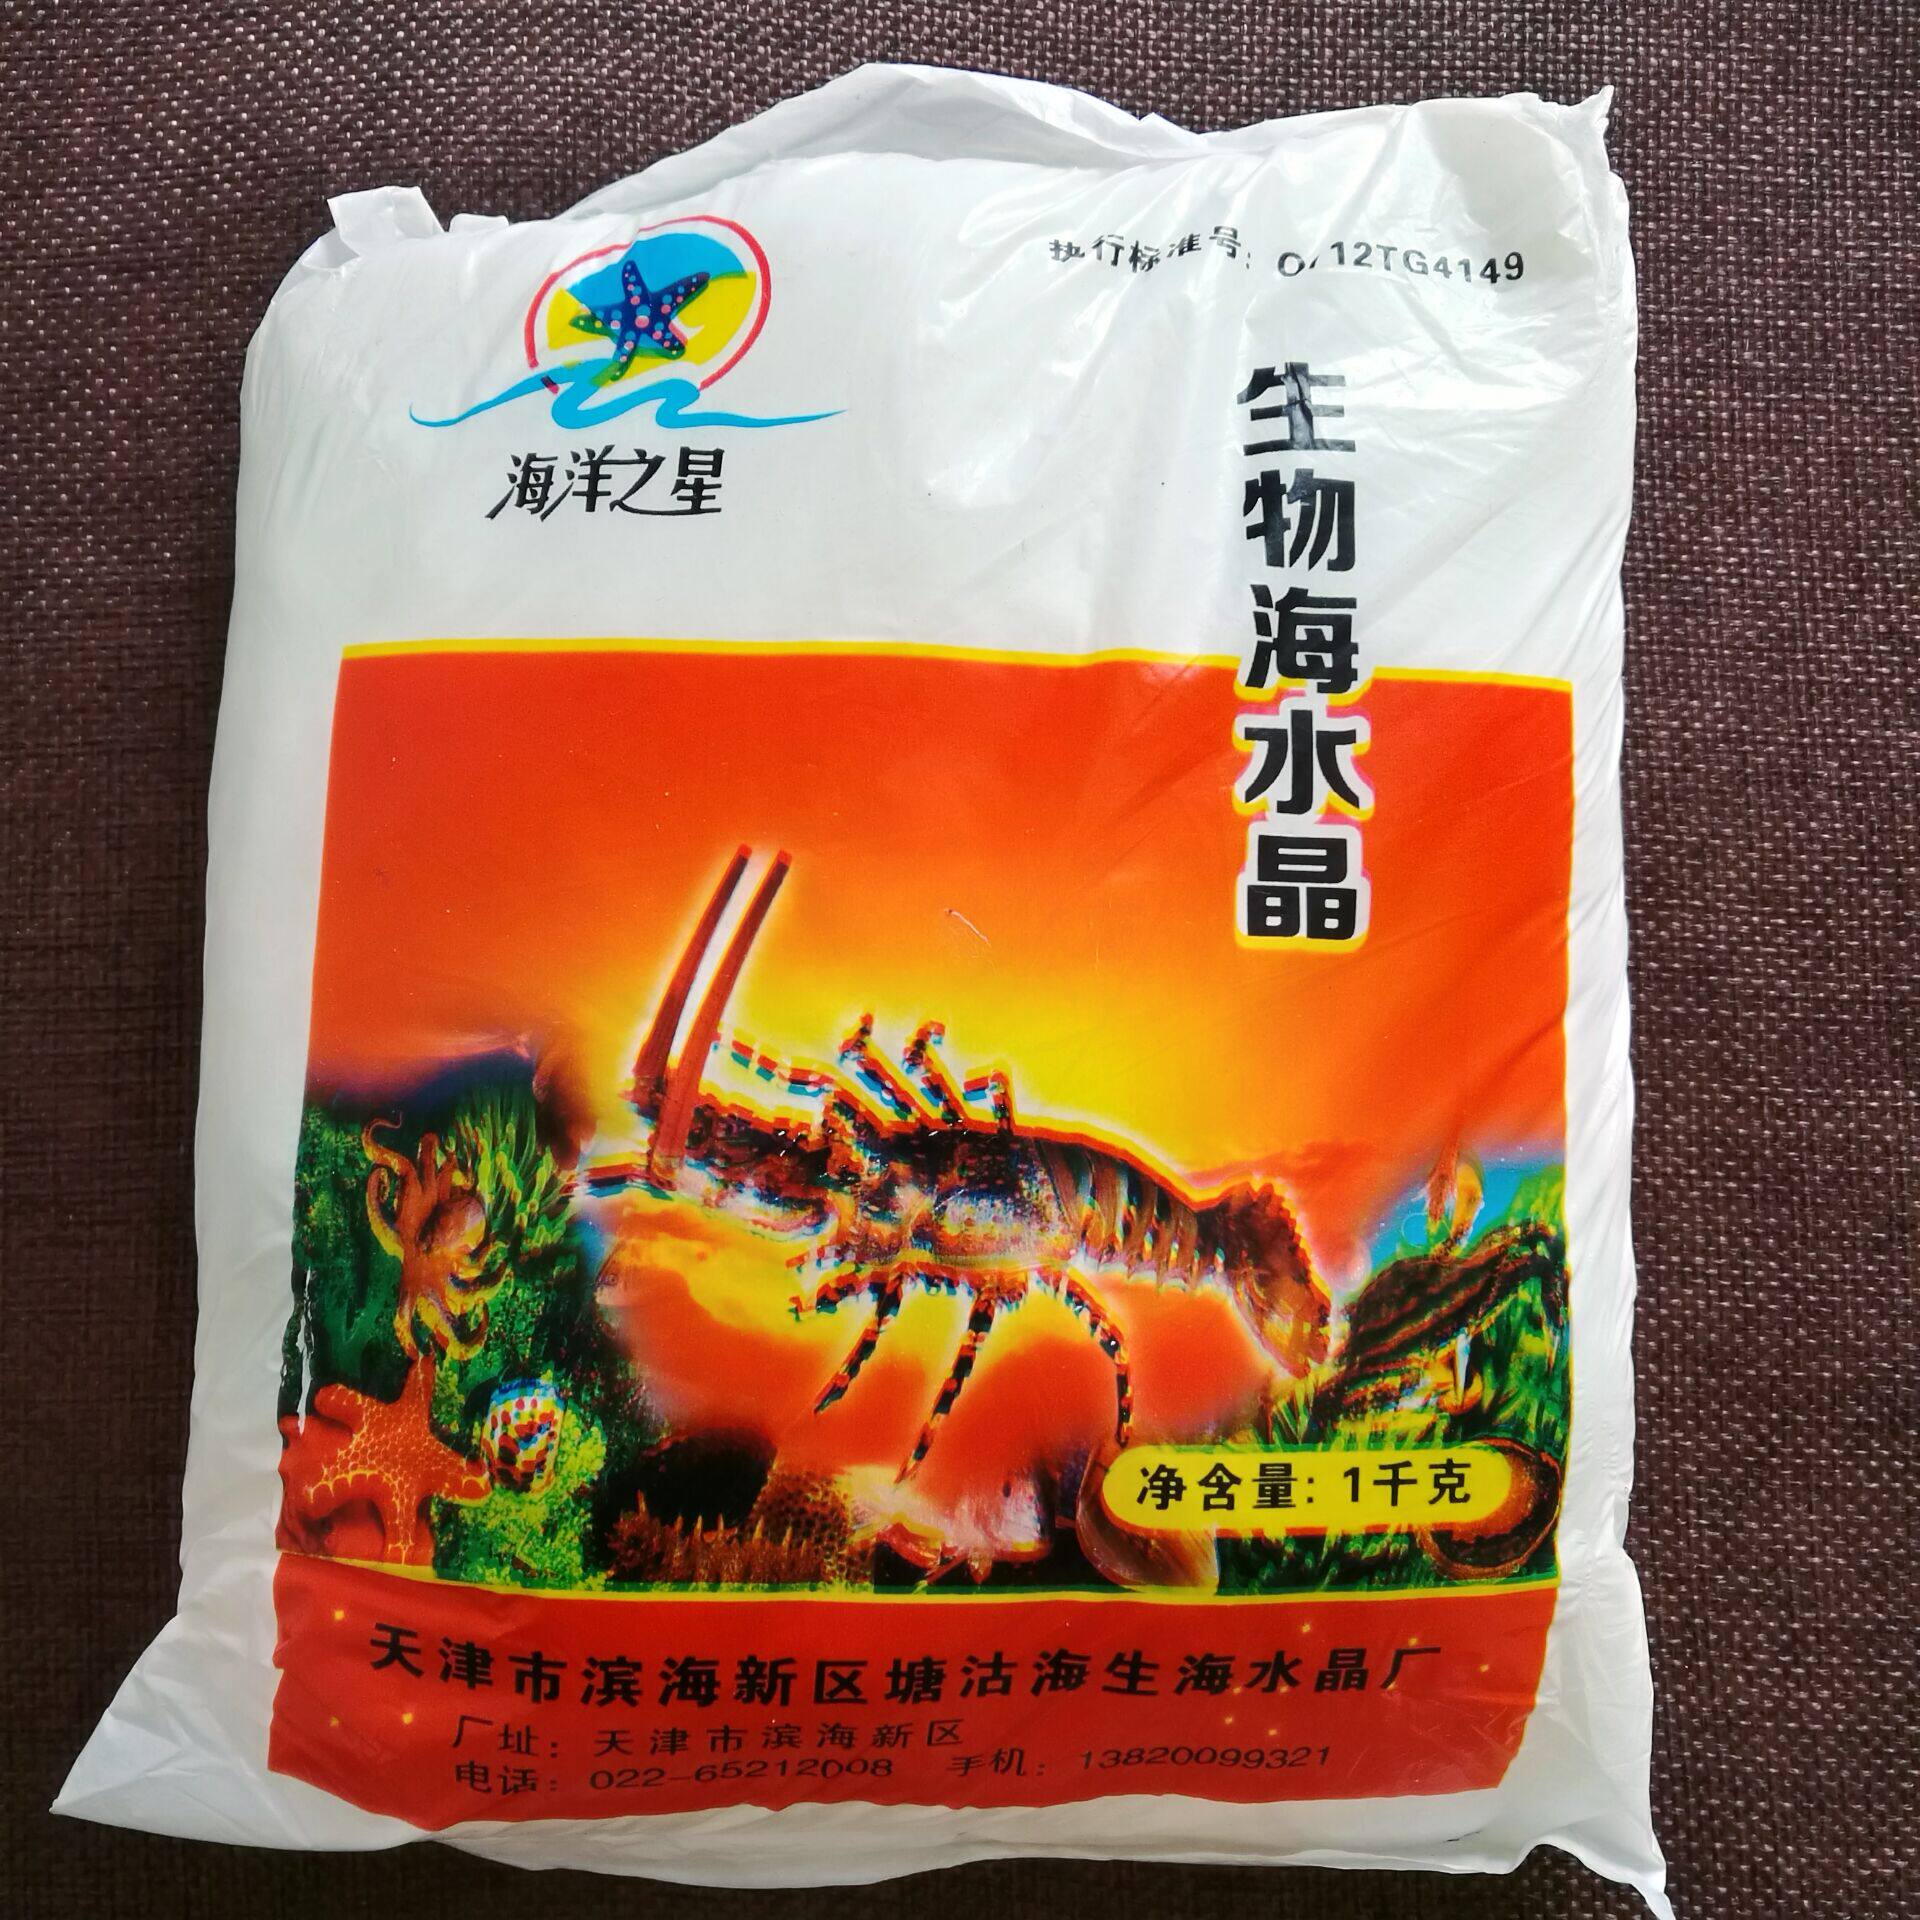 执行标准号: O/12TG4149
海洋之星
生物海水晶
净含量: 1千克
天津市滨海新区塘沽海生海水晶厂
厂址: 天津市滨海新区
电话: 022-65212008 手机: 13820099321